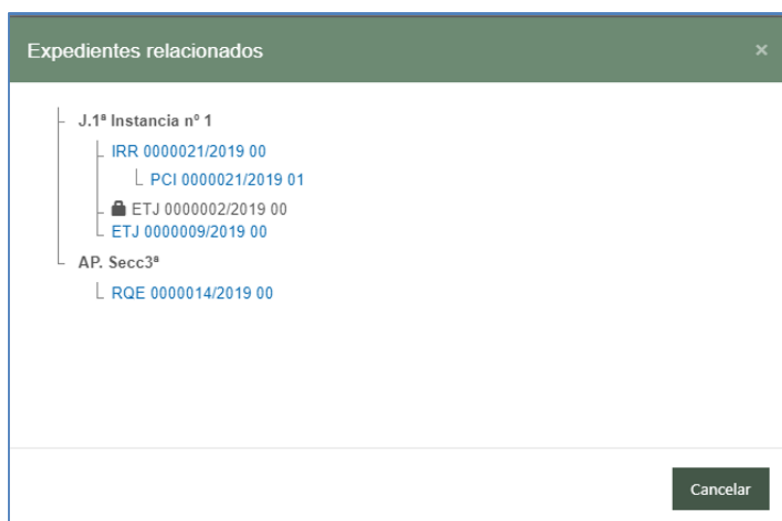 Expedientes relacionados ×
J.1ª Instancia nº 1
IRR 0000021/2019 00
PCI 0000021/2019 01
ETJ 0000002/2019 00
ETJ 0000009/2019 00
AP. Secc3ª
RQE 0000014/2019 00
Cancelar